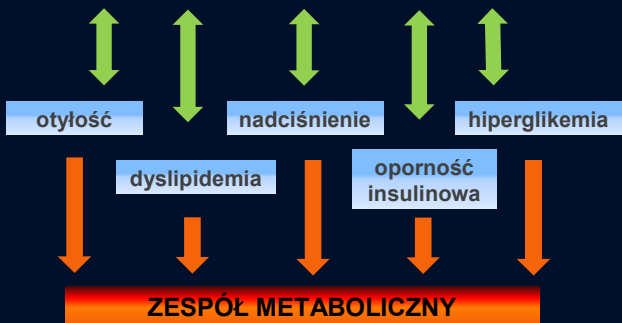 otyłość
nadciśnienie
hiperglikemia
dyslipidemia
oporność
insulinowa
ZESPÓŁ METABOLICZNY